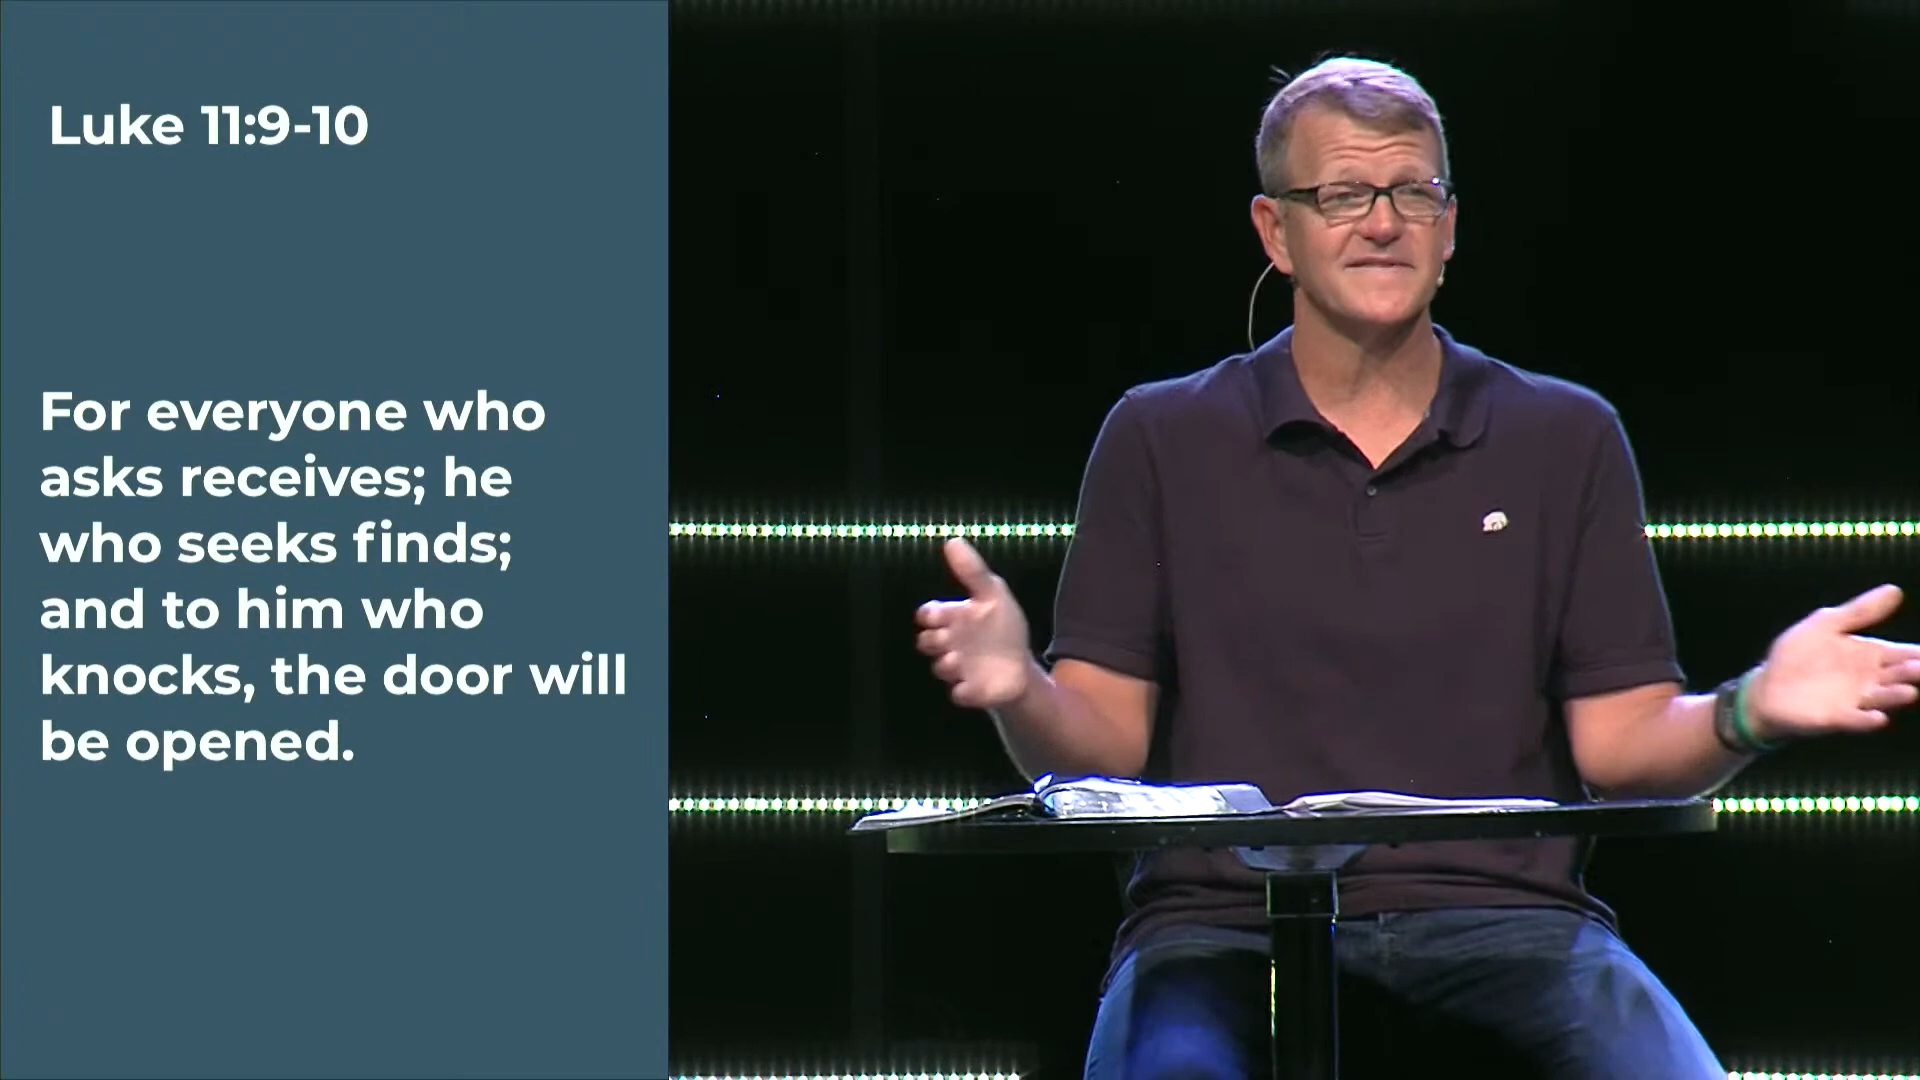 Luke 11:9-10
For everyone who
asks receives; he
who seeks finds;
and to him who
knocks, the door will
be opened.